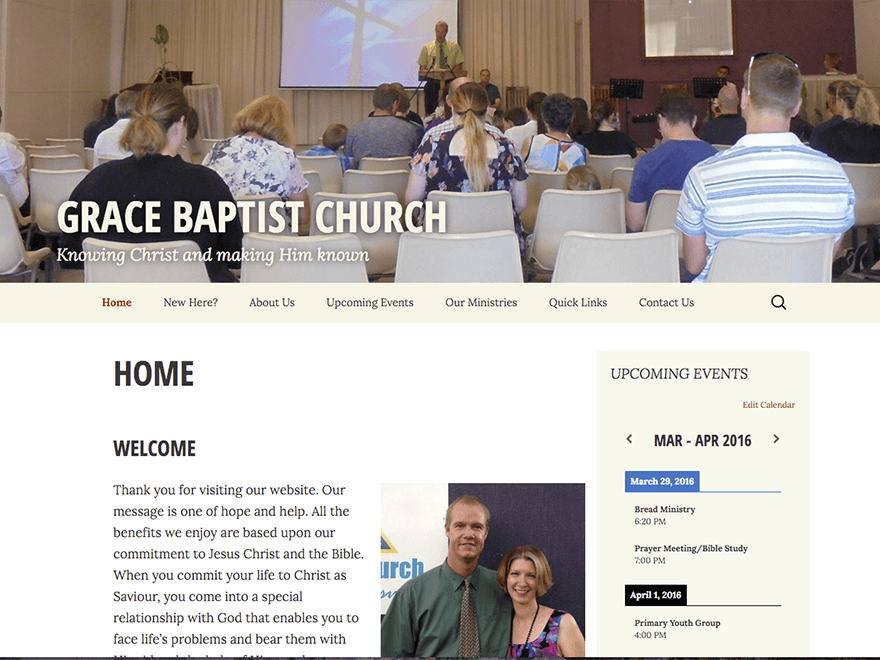 GRACE BAPTIST CHURCH
Knowing Christ and making Him known
Home New Here? About Us Upcoming Events Our Ministries Quick Links Contact Us
HOME
WELCOME
Thank you for visiting our website. Our
message is one of hope and help. All the
benefits we enjoy are based upon our
commitment to Jesus Christ and the Bible.
When you commit your life to Christ as
Saviour, you come into a special
relationship with God that enables you to
face life's problems and bear them with
urch
UPCOMING EVENTS
Edit Calendar
MAR - APR 2016
March 29, 2016
Bread Ministry
6:20 PM
Prayer Meeting/Bible Study
7:00 PM
April 1, 2016
Primary Youth Group
4:00 PM